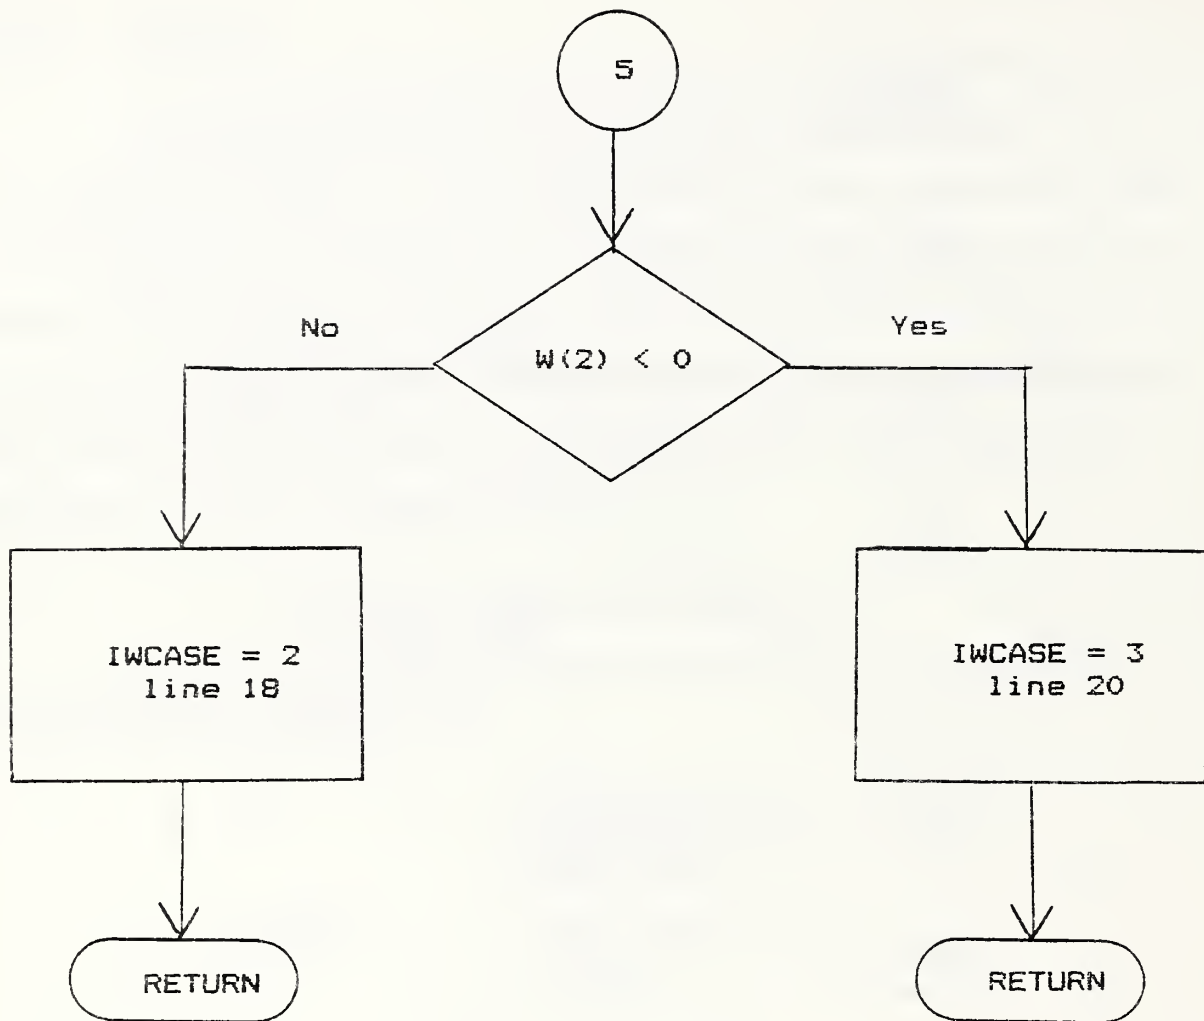 5
No
Yes
W(2) < 0
IWCASE = 2
line 18
IWCASE = 3
line 20
RETURN
RETURN